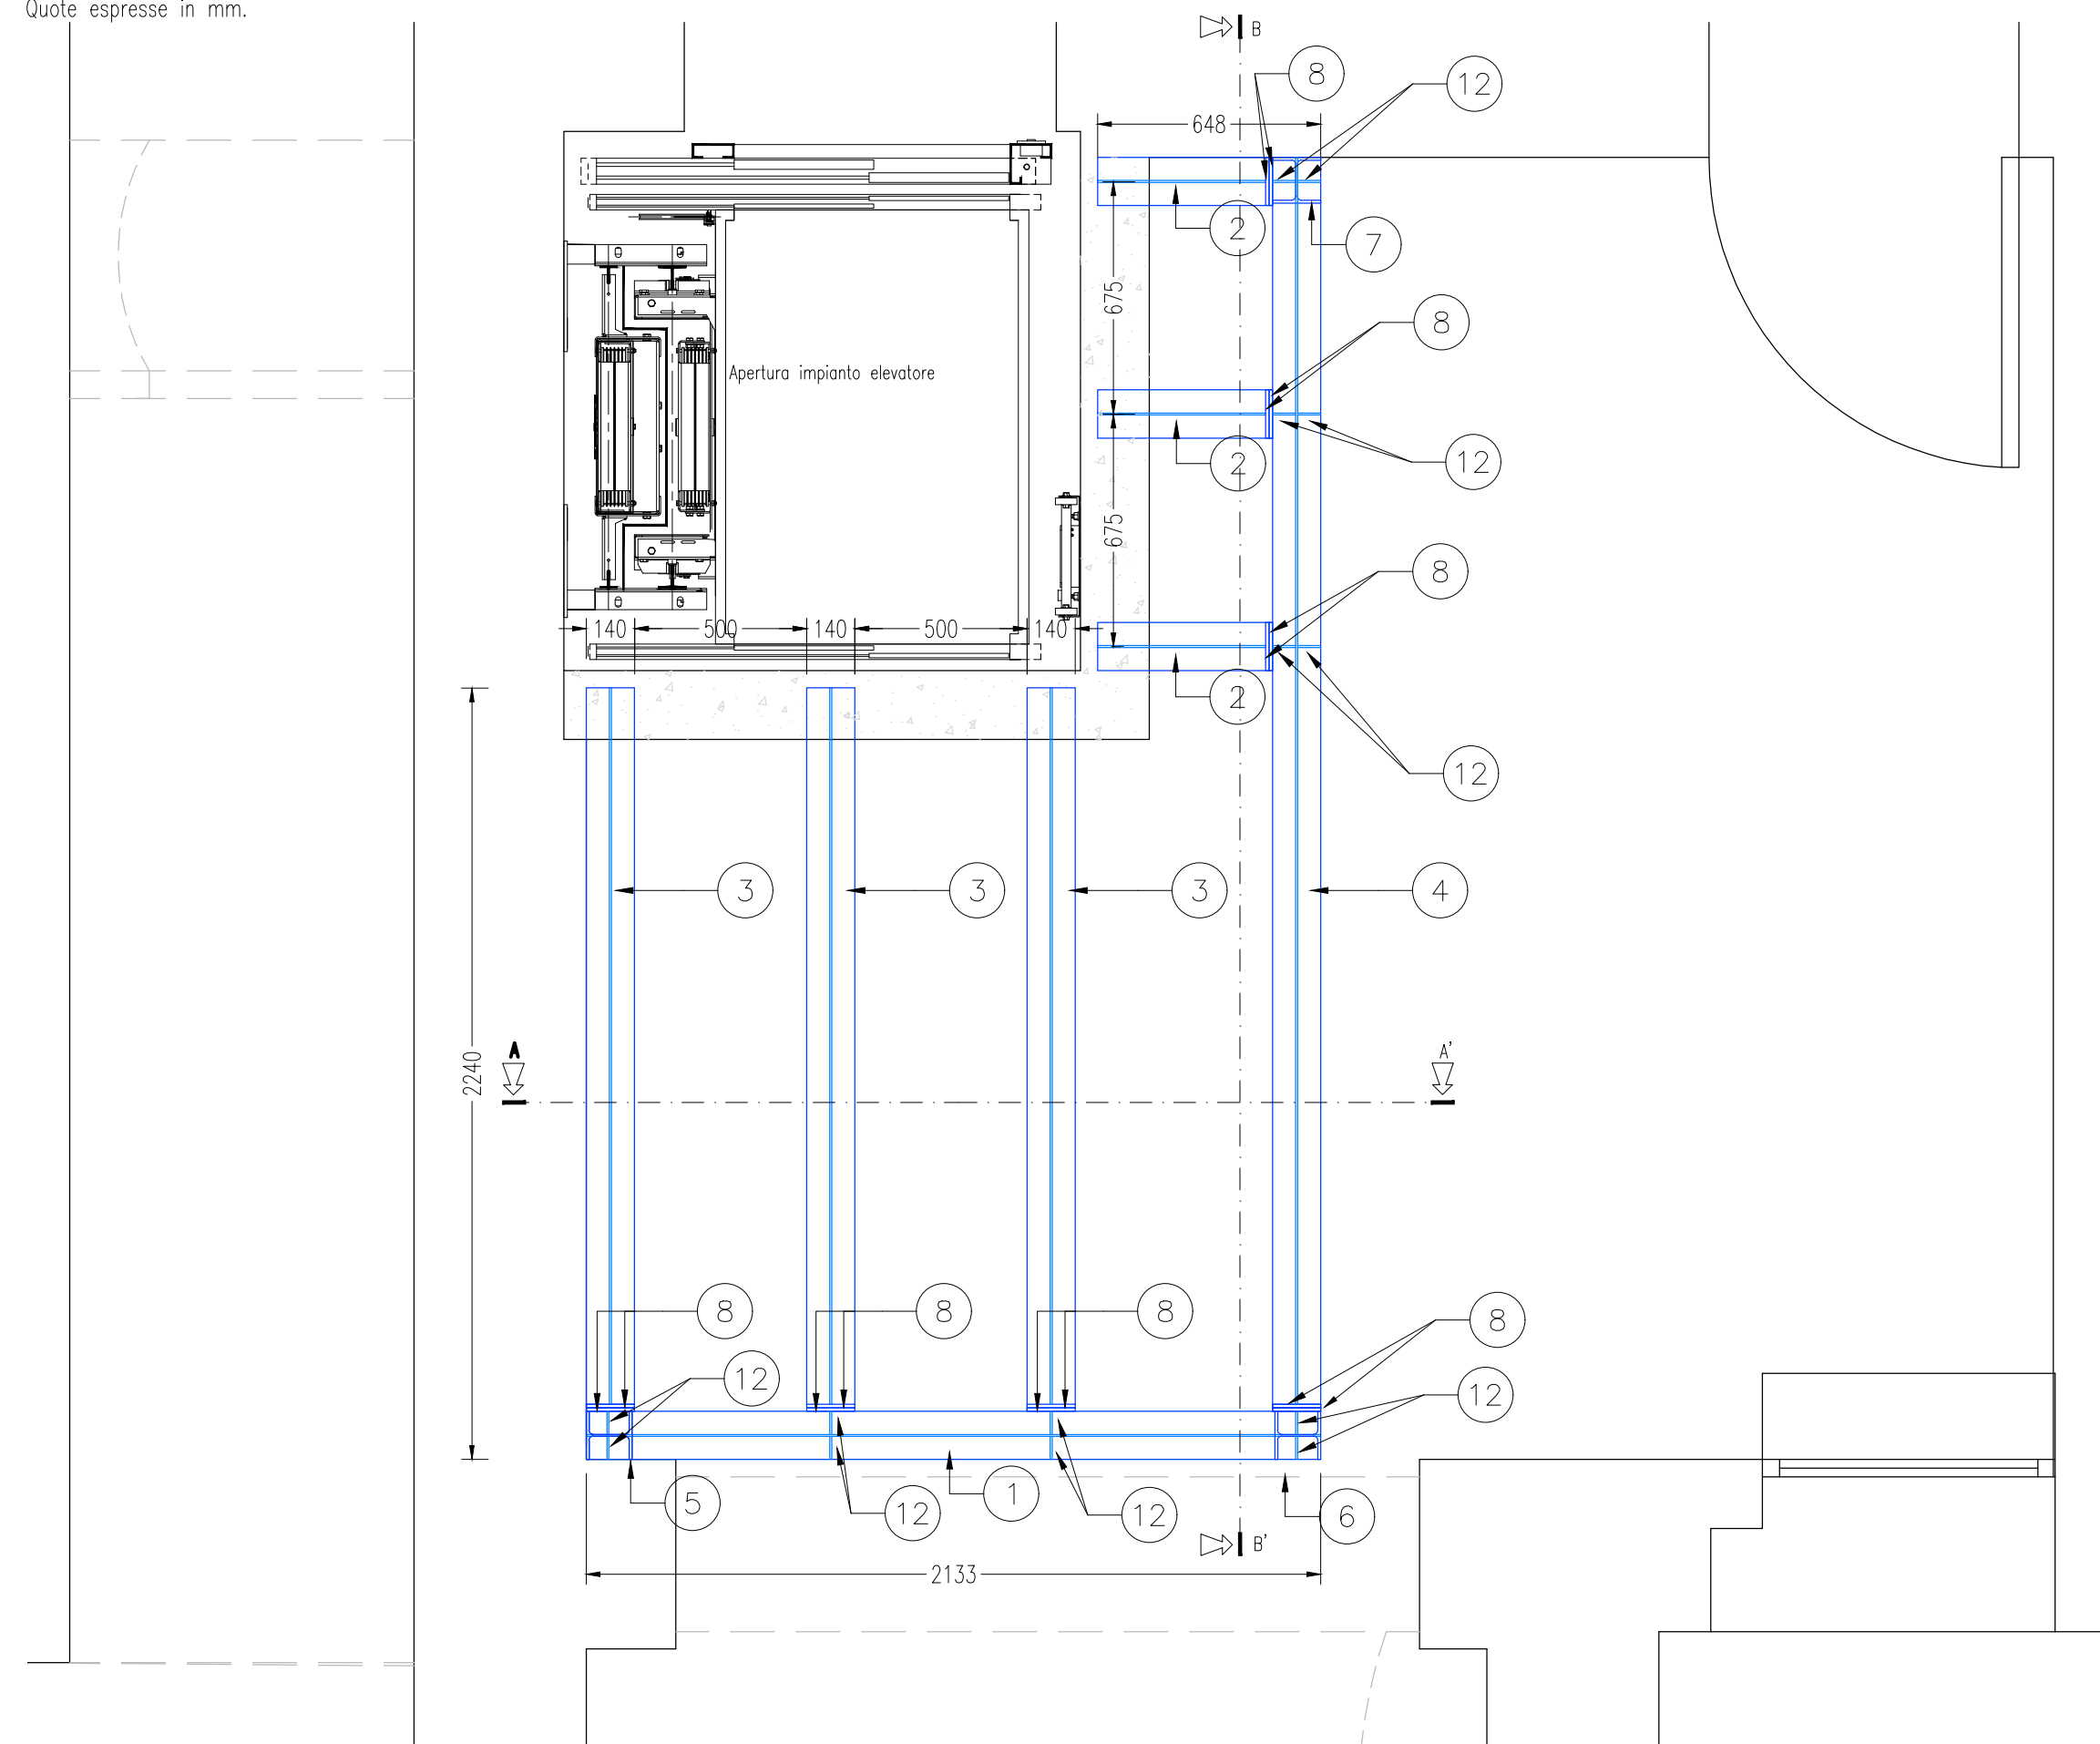 Quote espresse in mm.
B
8
12
648
2
7
675
8
Apertura impianto elevatore
2
12
675
8
140 500 140 500 140
2
12
3 3 3 4
2240
A A'
8 8 8 8
12 12
5 12 1 12 6
B'
2133